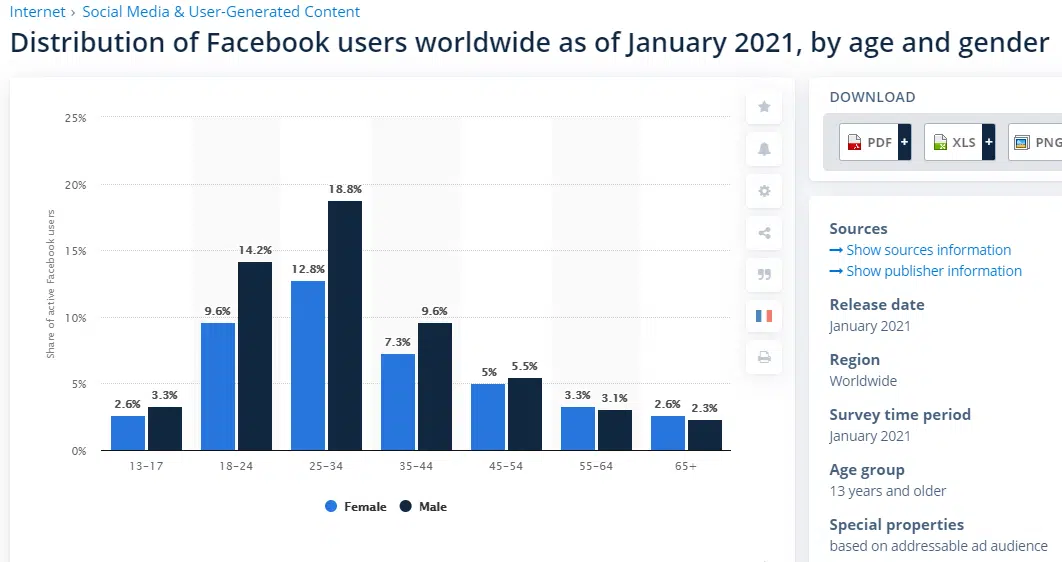 Internet › Social Media & User-Generated Content
Distribution of Facebook users worldwide as of January 2021, by age and gender
25%
20%
15%
10%
5%
0%
Share of active Facebook users
2.6%
3.3%
9.6%
14.2%
12.8%
18.8%
7.3%
9.6%
5%
5.5%
3.3%
3.1%
2.6%
2.3%
13-17
18-24
25-34
35-44
45-54
55-64
65+
Female
Male
DOWNLOAD
PDF +
XLS +
PNG
Sources
Show sources information
Show publisher information
Release date
January 2021
Region
Worldwide
Survey time period
January 2021
Age group
13 years and older
Special properties
based on addressable ad audience